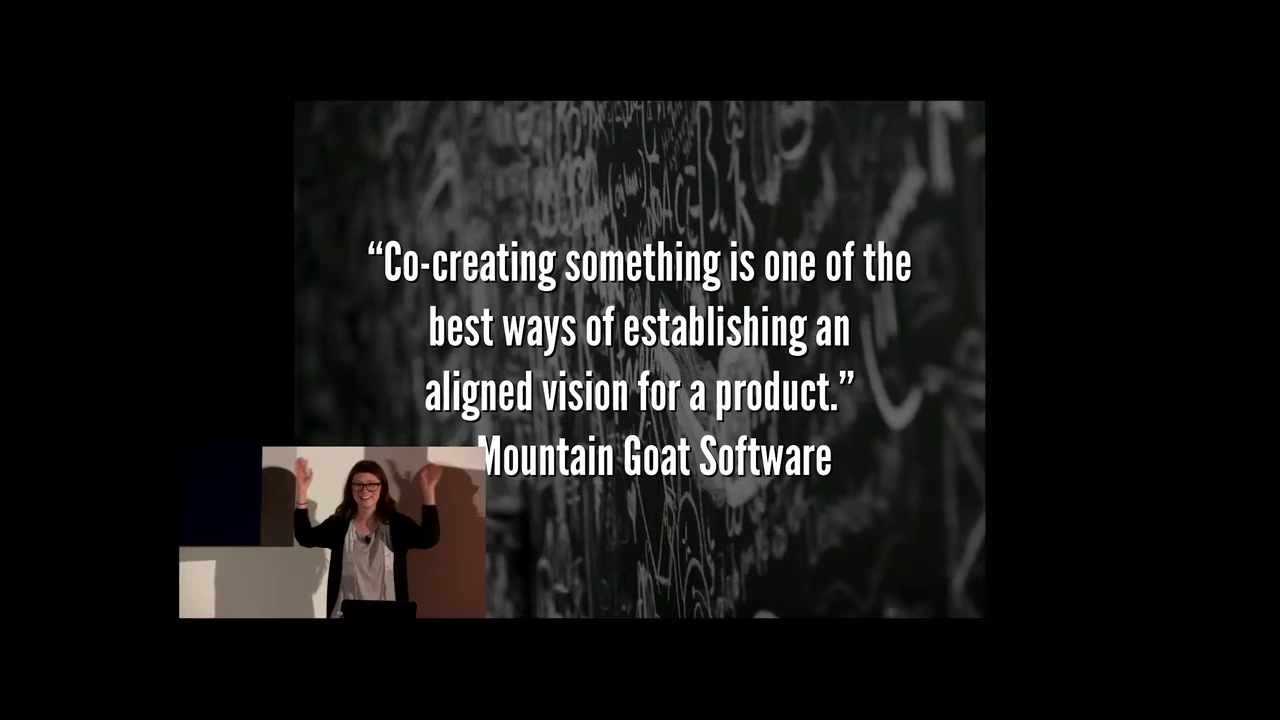 “Co-creating something is one of the
best ways of establishing an
aligned vision for a product.”
Mountain Goat Software